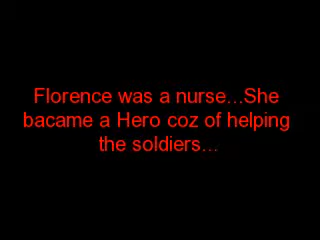 Florence was a nurse...She
bacame a Hero coz of helping
the soldiers...